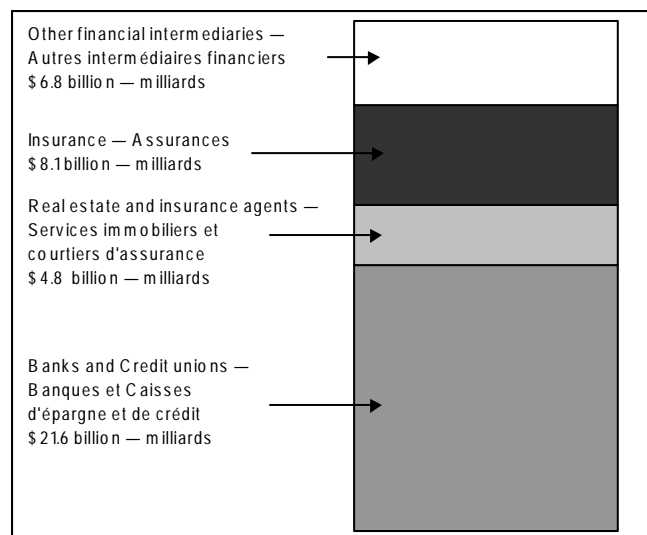 Other financial intermediaries —
Autres intermédiaires financiers
$6.8 billion — milliards
Insurance — Assurances
$8.1 billion — milliards
Real estate and insurance agents —
Services immobiliers et
courtiers d'assurance
$4.8 billion — milliards
Banks and Credit unions —
Banques et Caisses
d'épargne et de crédit
$21.6 billion — milliards